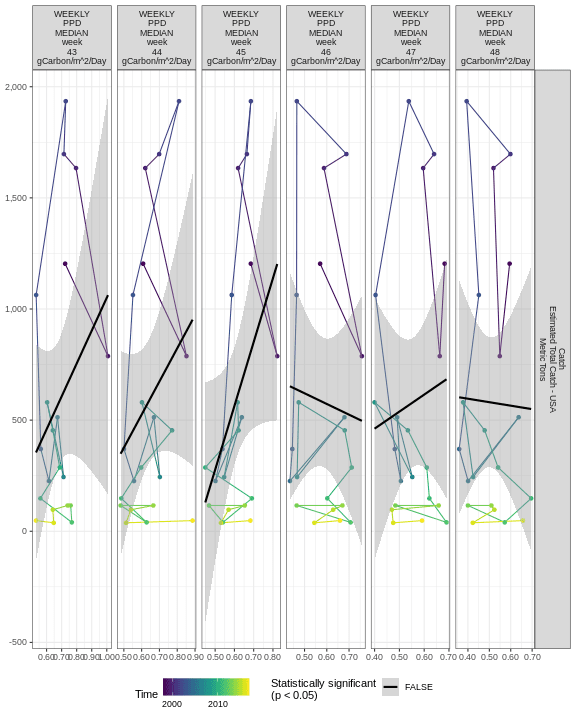 WEEKLY
PPD
MEDIAN
week
43
gCarbon/m^2/Day
WEEKLY
PPD
MEDIAN
week
44
gCarbon/m^2/Day
WEEKLY
PPD
MEDIAN
week
45
gCarbon/m^2/Day
WEEKLY
PPD
MEDIAN
week
46
gCarbon/m^2/Day
WEEKLY
PPD
MEDIAN
week
47
gCarbon/m^2/Day
WEEKLY
PPD
MEDIAN
week
48
gCarbon/m^2/Day
2,000
1,500
1,000
500
0
-500
Catch
Estimated Total Catch - USA
Metric Tons
0.60 0.70 0.80 0.90 1.00
0.50 0.60 0.70 0.80 0.90
0.50 0.60 0.70 0.80
0.50 0.60 0.70
0.40 0.50 0.60 0.70
0.40 0.50 0.60 0.70
Time
2000 2010
Statistically significant
(p < 0.05)
FALSE